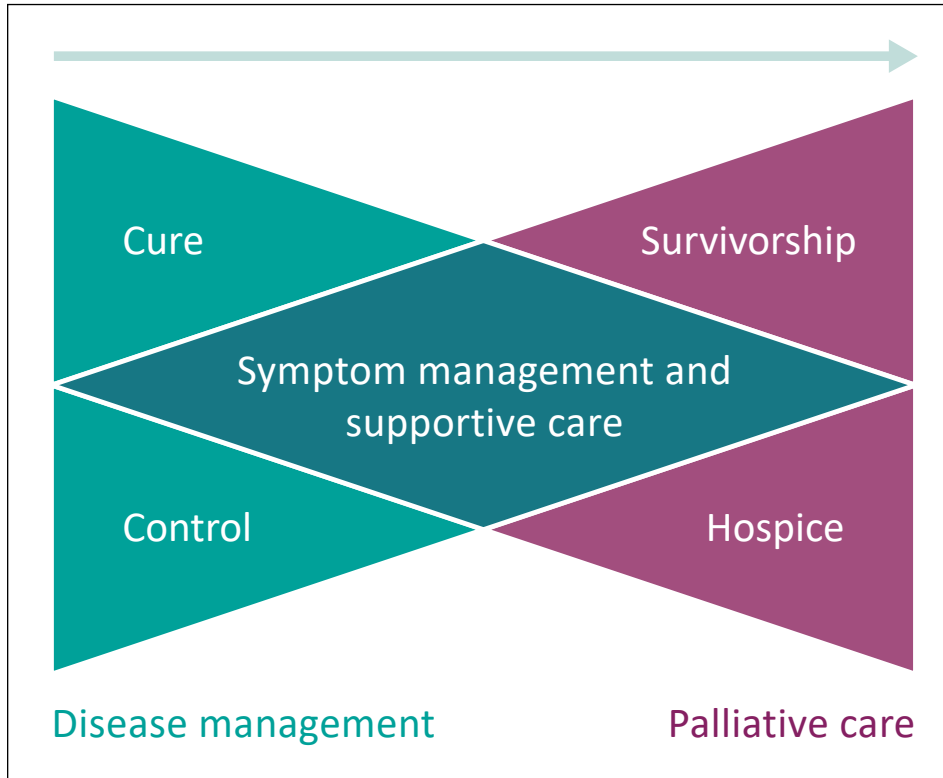 Cure
Survivorship
Symptom management and
supportive care
Control
Hospice
Disease management
Palliative care